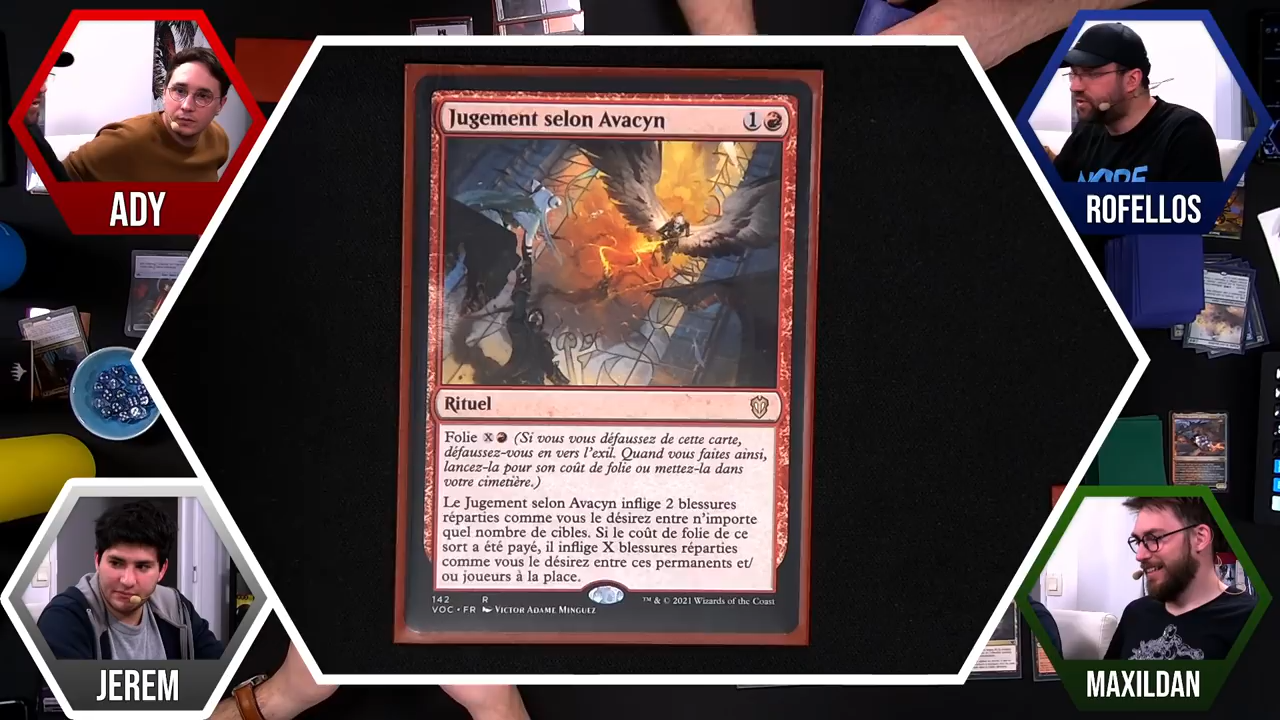 ADY
ROFELLOS
JEREM
MAXILDAN
Jugement selon Avacyn 1
Rituel
Folie X (Si vous vous défaussez de cette carte,
défaussez-vous en vers l'exil. Quand vous faites ainsi,
lancez-la pour son coût de folie ou mettez-la dans
votre cimetière.)
Le Jugement selon Avacyn inflige 2 blessures
réparties comme vous le désirez entre n'importe
quel nombre de cibles. Si le coût de folie de ce
sort a été payé, il inflige X blessures réparties
comme vous le désirez entre ces permanents et/
ou joueurs à la place.
142 R
VOC • FR VICTOR ADAME MINGUEZ
™ & © 2021 Wizards of the Coast